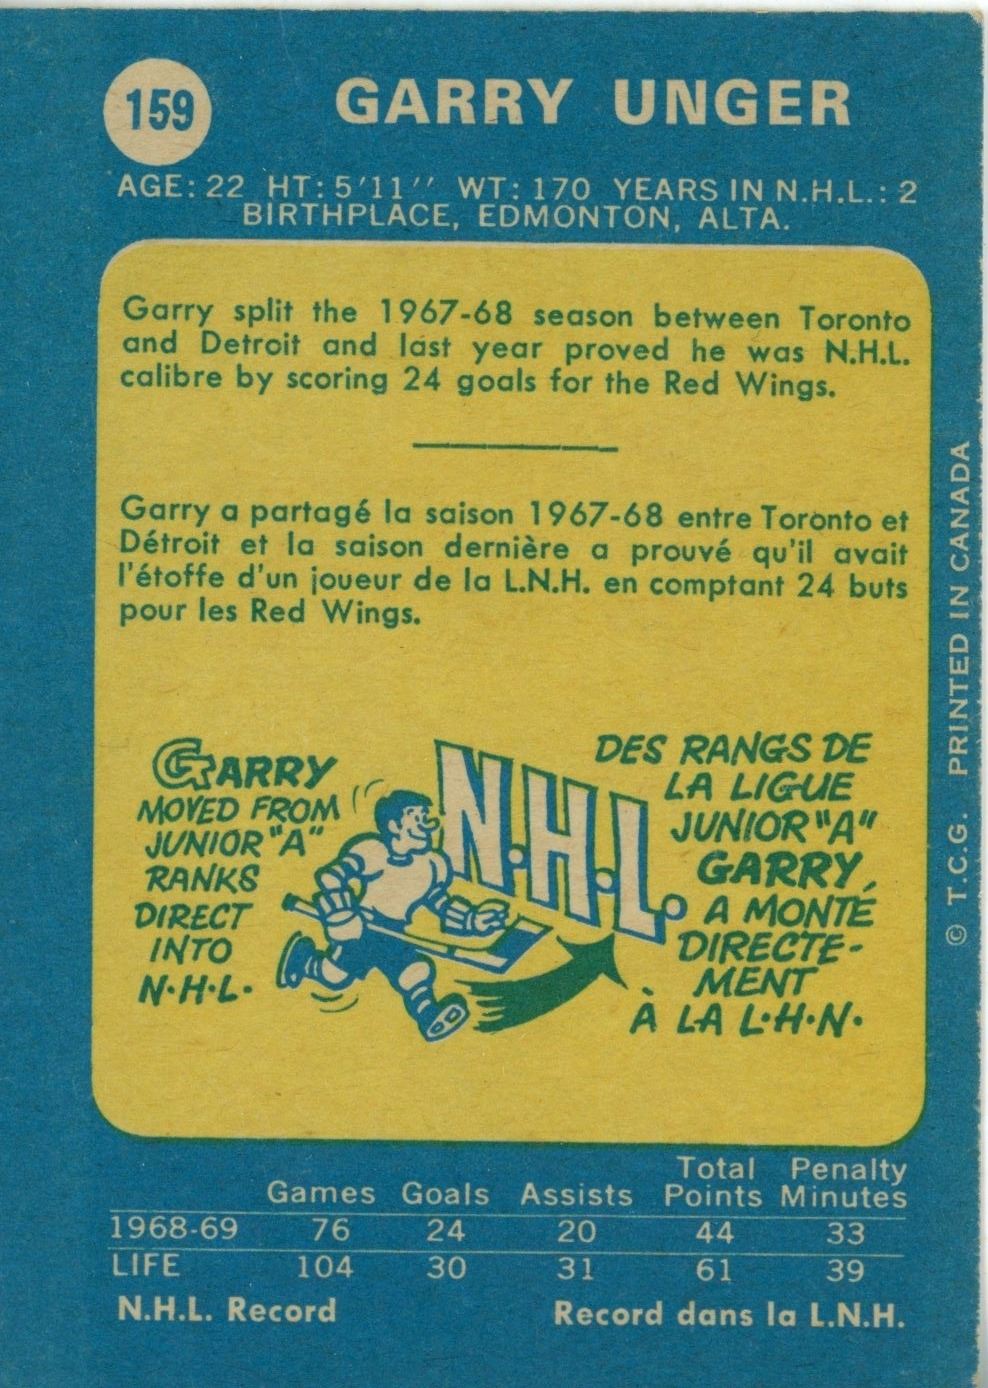 159
GARRY UNGER
AGE: 22 HT: 5'11'' WT: 170 YEARS IN N.H.L.: 2
BIRTHPLACE, EDMONTON, ALTA.
Garry split the 1967-68 season between Toronto
and Detroit and last year proved he was N.H.L.
calibre by scoring 24 goals for the Red Wings.
Garry a partagé la saison 1967-68 entre Toronto et
Détroit et la saison dernière a prouvé qu'il avait
l'étoffe d'un joueur de la L.N.H. en comptant 24 buts
pour les Red Wings.
GARRY
MOVED FROM
JUNIOR "A"
RANKS
DIRECT
INTO
N·H·L·
N.H.L.
DES RANGS DE
LA LIGUE
JUNIOR "A"
GARRY
A MONTÉ
DIRECTE-
MENT
À LA L·H·N·
© T.C.G. PRINTED IN CANADA
Total Penalty
Games Goals Assists Points Minutes
1968-69 76 24 20 44 33
LIFE 104 30 31 61 39
N.H.L. Record Record dans la L.N.H.